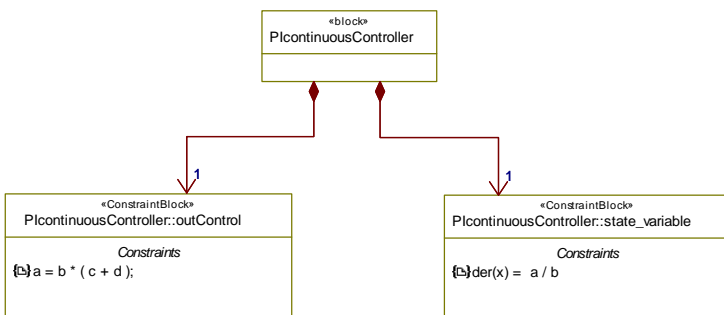 «block»
PIcontinuousController
1
1
«ConstraintBlock»
PIcontinuousController::outControl
Constraints
{}a = b * ( c + d );
«ConstraintBlock»
PIcontinuousController::state_variable
Constraints
{}der(x) = a / b